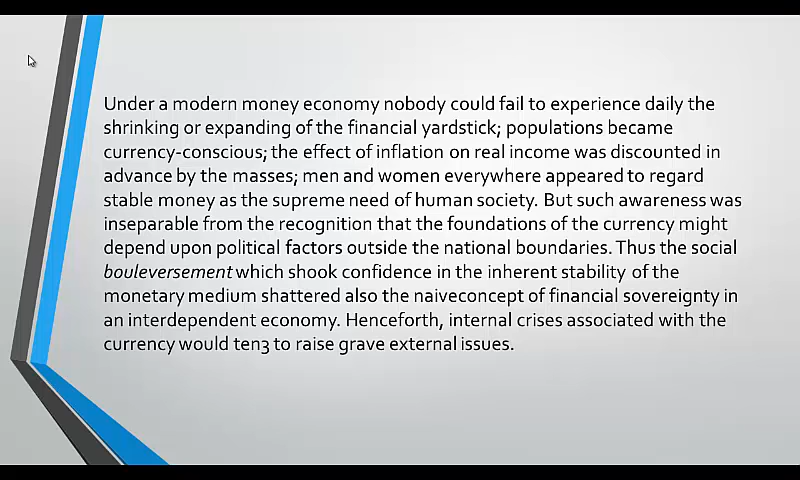 Under a modern money economy nobody could fail to experience daily the
shrinking or expanding of the financial yardstick; populations became
currency-conscious; the effect of inflation on real income was discounted in
advance by the masses; men and women everywhere appeared to regard
stable money as the supreme need of human society. But such awareness was
inseparable from the recognition that the foundations of the currency might
depend upon political factors outside the national boundaries. Thus the social
bouleversement which shook confidence in the inherent stability of the
monetary medium shattered also the naiveconcept of financial sovereignty in
an interdependent economy. Henceforth, internal crises associated with the
currency would ten3 to raise grave external issues.